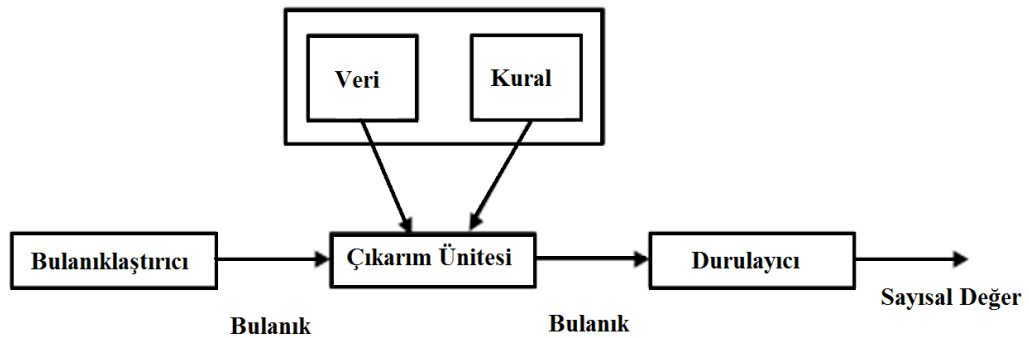 Veri
Kural
Bulanıklaştırıcı
Çıkarım Ünitesi
Durulayıcı
Sayısal Değer
Bulanık
Bulanık